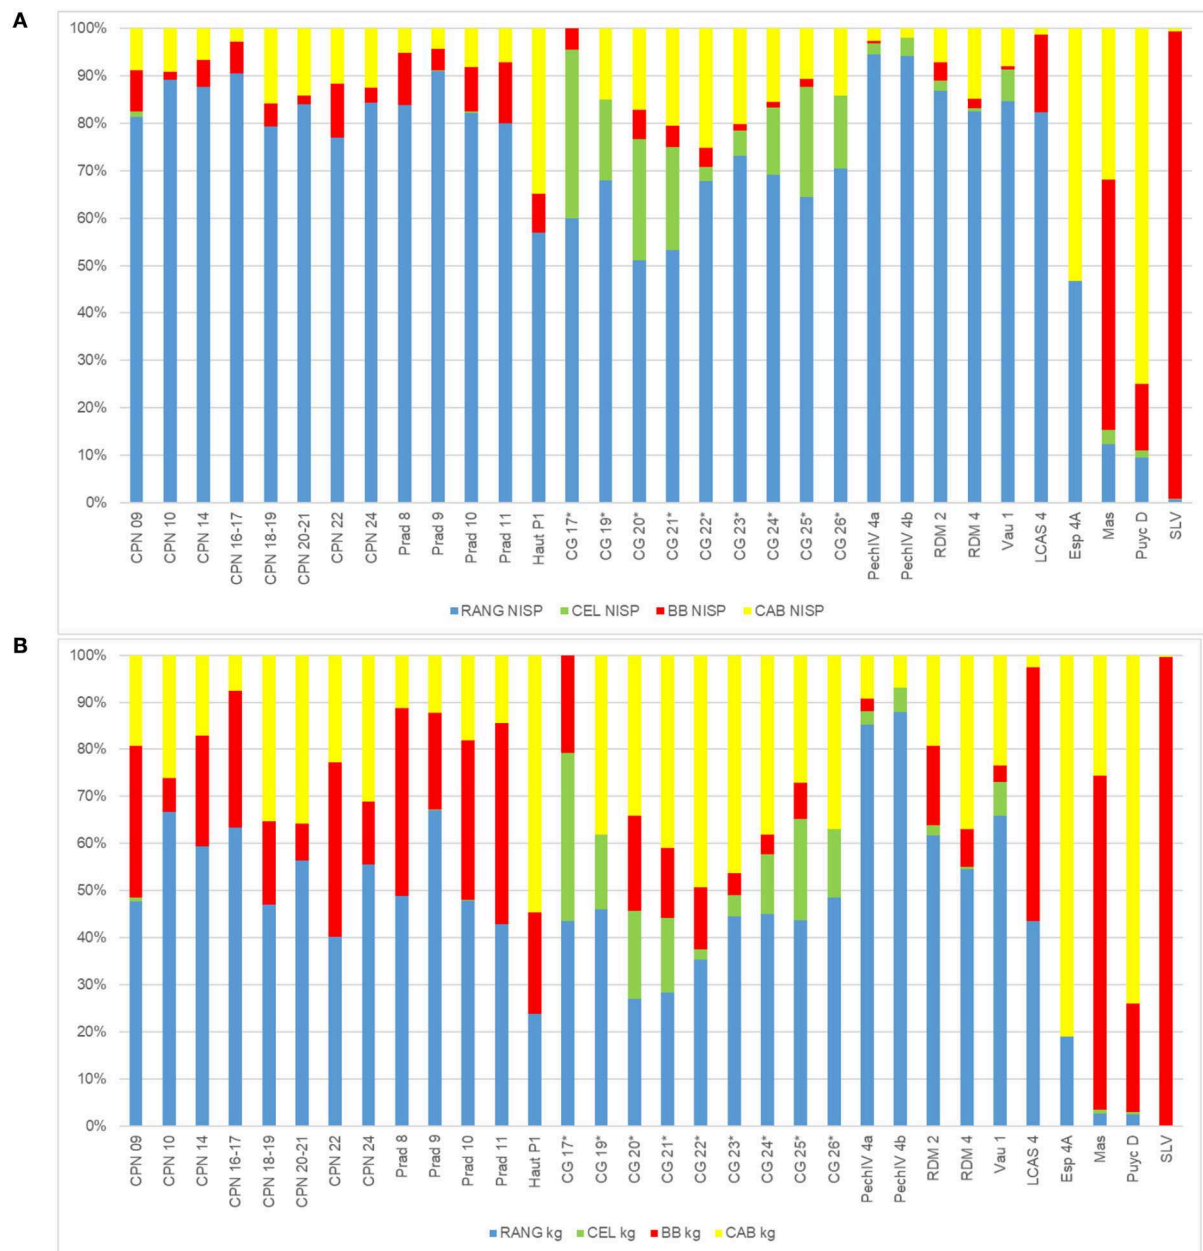 A
100%
90%
80%
70%
60%
50%
40%
30%
20%
10%
0%
CPN 09
CPN 10
CPN 14
CPN 16-17
CPN 18-19
CPN 20-21
CPN 22
CPN 24
Prad 8
Prad 9
Prad 10
Prad 11
Haut P1
CG 17*
CG 19*
CG 20*
CG 21*
CG 22*
CG 23*
CG 24*
CG 25*
CG 26*
PechIV 4a
PechIV 4b
RDM 2
RDM 4
Vau 1
LCAS 4
Esp 4A
Mas
Puyc D
SLV
RANG NISP CEL NISP BB NISP CAB NISP
B
100%
90%
80%
70%
60%
50%
40%
30%
20%
10%
0%
CPN 09
CPN 10
CPN 14
CPN 16-17
CPN 18-19
CPN 20-21
CPN 22
CPN 24
Prad 8
Prad 9
Prad 10
Prad 11
Haut P1
CG 17*
CG 19*
CG 20*
CG 21*
CG 22*
CG 23*
CG 24*
CG 25*
CG 26*
PechIV 4a
PechIV 4b
RDM 2
RDM 4
Vau 1
LCAS 4
Esp 4A
Mas
Puyc D
SLV
RANG kg CEL kg BB kg CAB kg